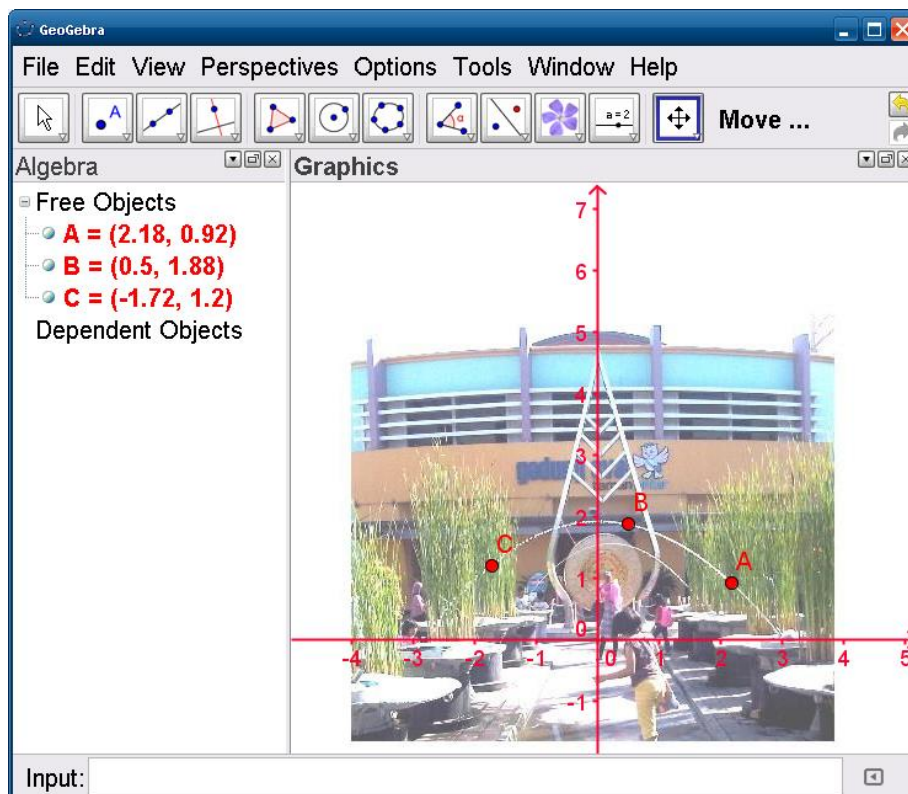 GeoGebra
File Edit View Perspectives Options Tools Window Help
A
α
a=2
Move ...
Algebra
Graphics
Free Objects
A = (2.18, 0.92)
B = (0.5, 1.88)
C = (-1.72, 1.2)
Dependent Objects
7
6
5
4
3
2
1
0
-1
-4 -3 -2 -1 0 1 2 3 4 5
C
B
A
gedung
Input: